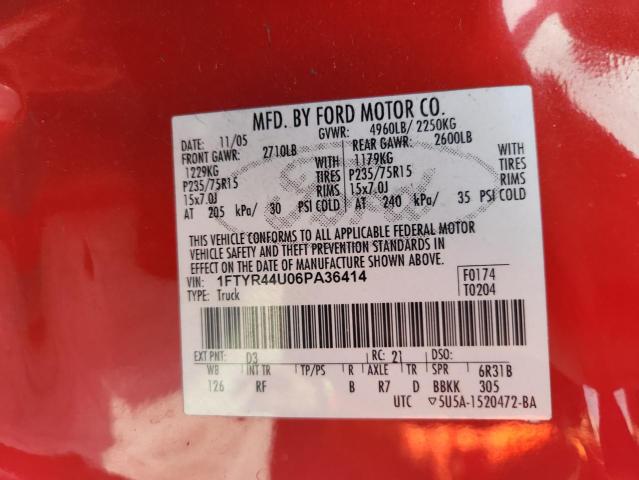 MFD. BY FORD MOTOR CO.
DATE: 11/05 GVWR: 4960LB/ 2250KG
FRONT GAWR: 2710LB REAR GAWR: 2600LB
1229KG WITH 1179KG WITH
P235/75R15 TIRES P235/75R15 TIRES
15x7.0J RIMS 15x7.0J RIMS
AT 205 kPa/ 30 PSI COLD AT 240 kPa/ 35 PSI COLD
Ford
THIS VEHICLE CONFORMS TO ALL APPLICABLE FEDERAL MOTOR
VEHICLE SAFETY AND THEFT PREVENTION STANDARDS IN
EFFECT ON THE DATE OF MANUFACTURE SHOWN ABOVE.
VIN: 1FTYR44U06PA36414 F0174
TYPE: Truck T0204
EXT PNT: D3 RC: 21 DSO:
WB INT TR TP/PS R AXLE TR SPR 6R31B
126 RF B R7 D BBKK 305
UTC ▽5U5A-1520472-BA